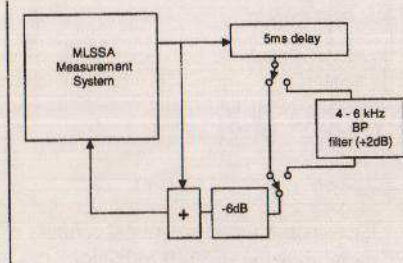 MLSSA
Measurement
System
5ms delay
4 - 6 kHz
BP
filter (+2dB)
+
-6dB